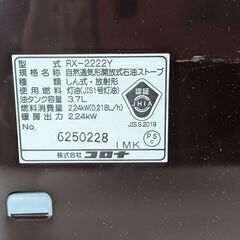 型式 RX-2222Y
規格名称 自然通気形開放式石油ストーブ
種類 しん式・放射形
使用燃料 灯油(JIS1号灯油)
油タンク容量 3.7L
燃料消費量 2.24kW(0.218L/h)
暖房出力 2.24kW
No. 6250228
IMK
株式会社 コロナ
認証
JHIA
JIS S 2019
PSC